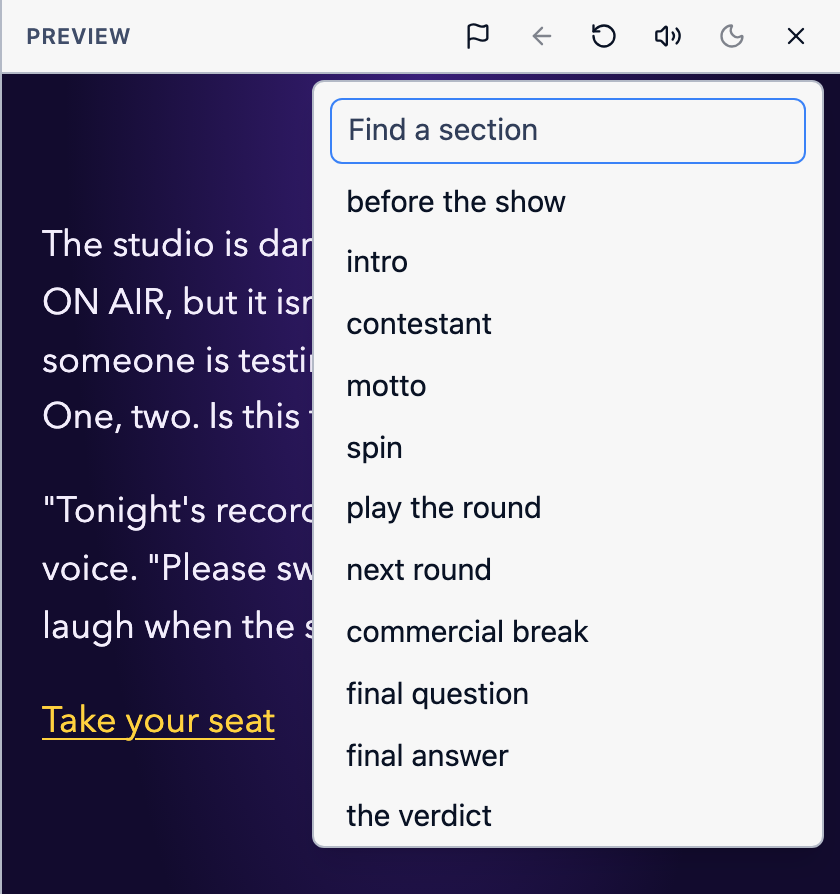 PREVIEW
Find a section
before the show
intro
contestant
motto
spin
play the round
next round
commercial break
final question
final answer
the verdict
The studio is dar
ON AIR, but it isn
someone is testi
One, two. Is this
"Tonight's record
voice. "Please sw
laugh when the s
Take your seat